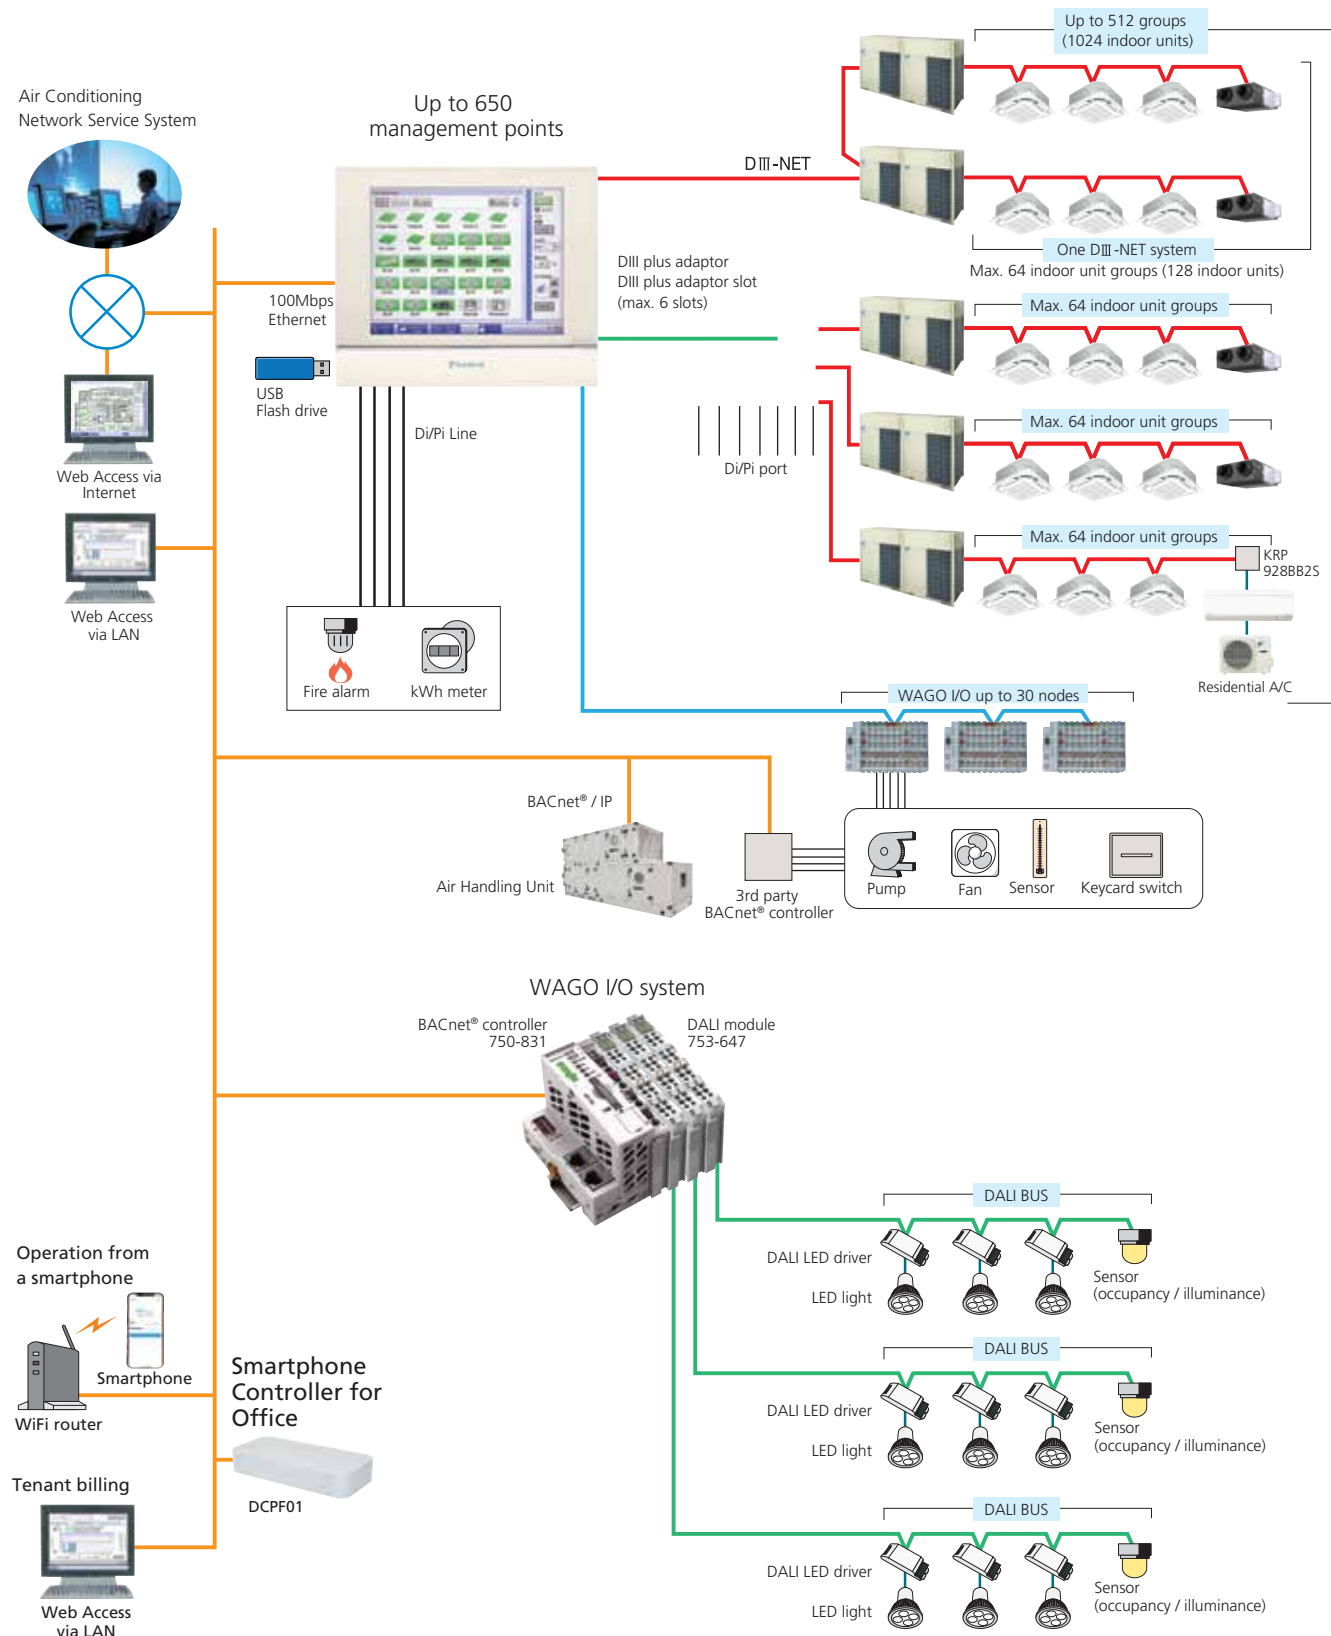 Up to 512 groups
(1024 indoor units)
Air Conditioning
Network Service System
Up to 650
management points
DⅢ-NET
One DⅢ-NET system
Max. 64 indoor unit groups (128 indoor units)
DIII plus adaptor
DIII plus adaptor slot
(max. 6 slots)
100Mbps
Ethernet
Max. 64 indoor unit groups
USB
Flash drive
Di/Pi Line
Max. 64 indoor unit groups
Di/Pi port
Web Access via
Internet
Max. 64 indoor unit groups
KRP
928BB2S
Web Access
via LAN
Fire alarm
kWh meter
Residential A/C
WAGO I/O up to 30 nodes
BACnet® / IP
Air Handling Unit
3rd party
BACnet® controller
Pump
Fan
Sensor
Keycard switch
WAGO I/O system
BACnet® controller
750-831
DALI module
753-647
DALI BUS
DALI LED driver
LED light
Sensor
(occupancy / illuminance)
Operation from
a smartphone
Smartphone
WiFi router
Smartphone
Controller for
Office
DCPF01
DALI BUS
DALI LED driver
LED light
Sensor
(occupancy / illuminance)
Tenant billing
Web Access
via LAN
DALI BUS
DALI LED driver
LED light
Sensor
(occupancy / illuminance)